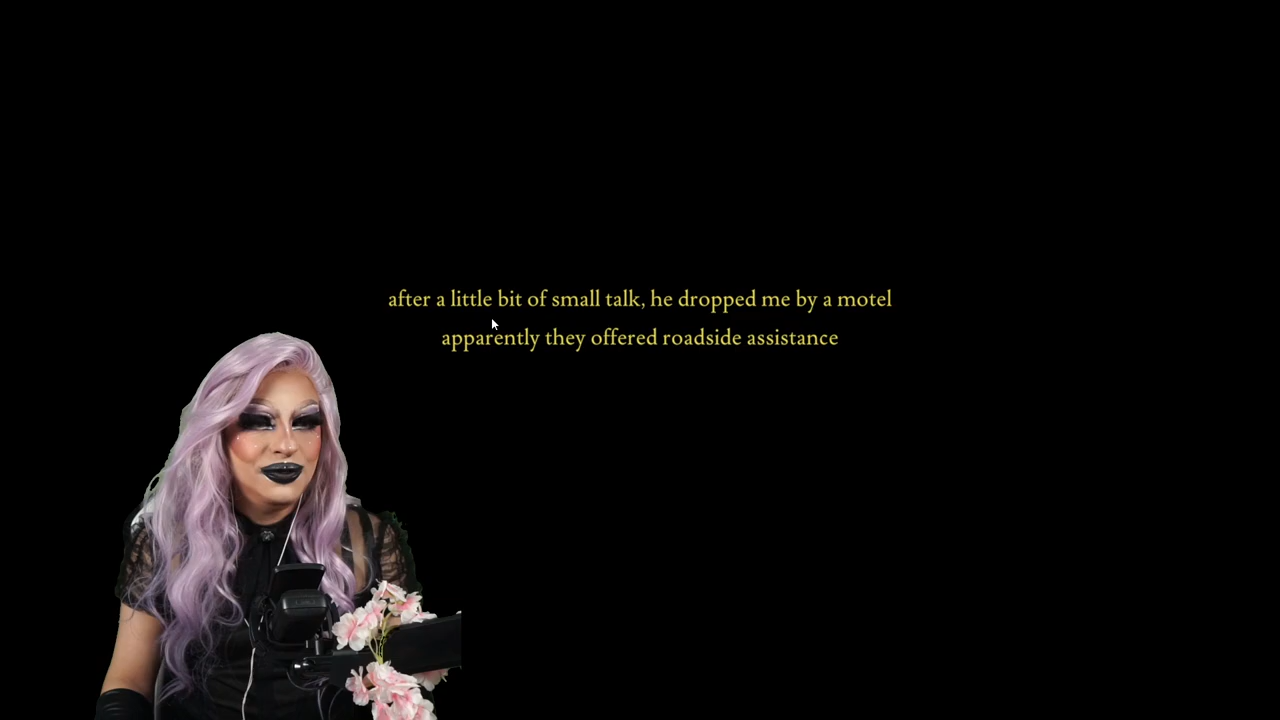 after a little bit of small talk, he dropped me by a motel
apparently they offered roadside assistance